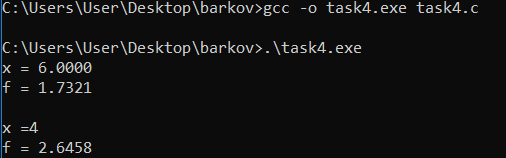 C:\Users\User\Desktop\barkov>gcc -o task4.exe task4.c
C:\Users\User\Desktop\barkov>.\task4.exe
x = 6.0000
f = 1.7321
x =4
f = 2.6458